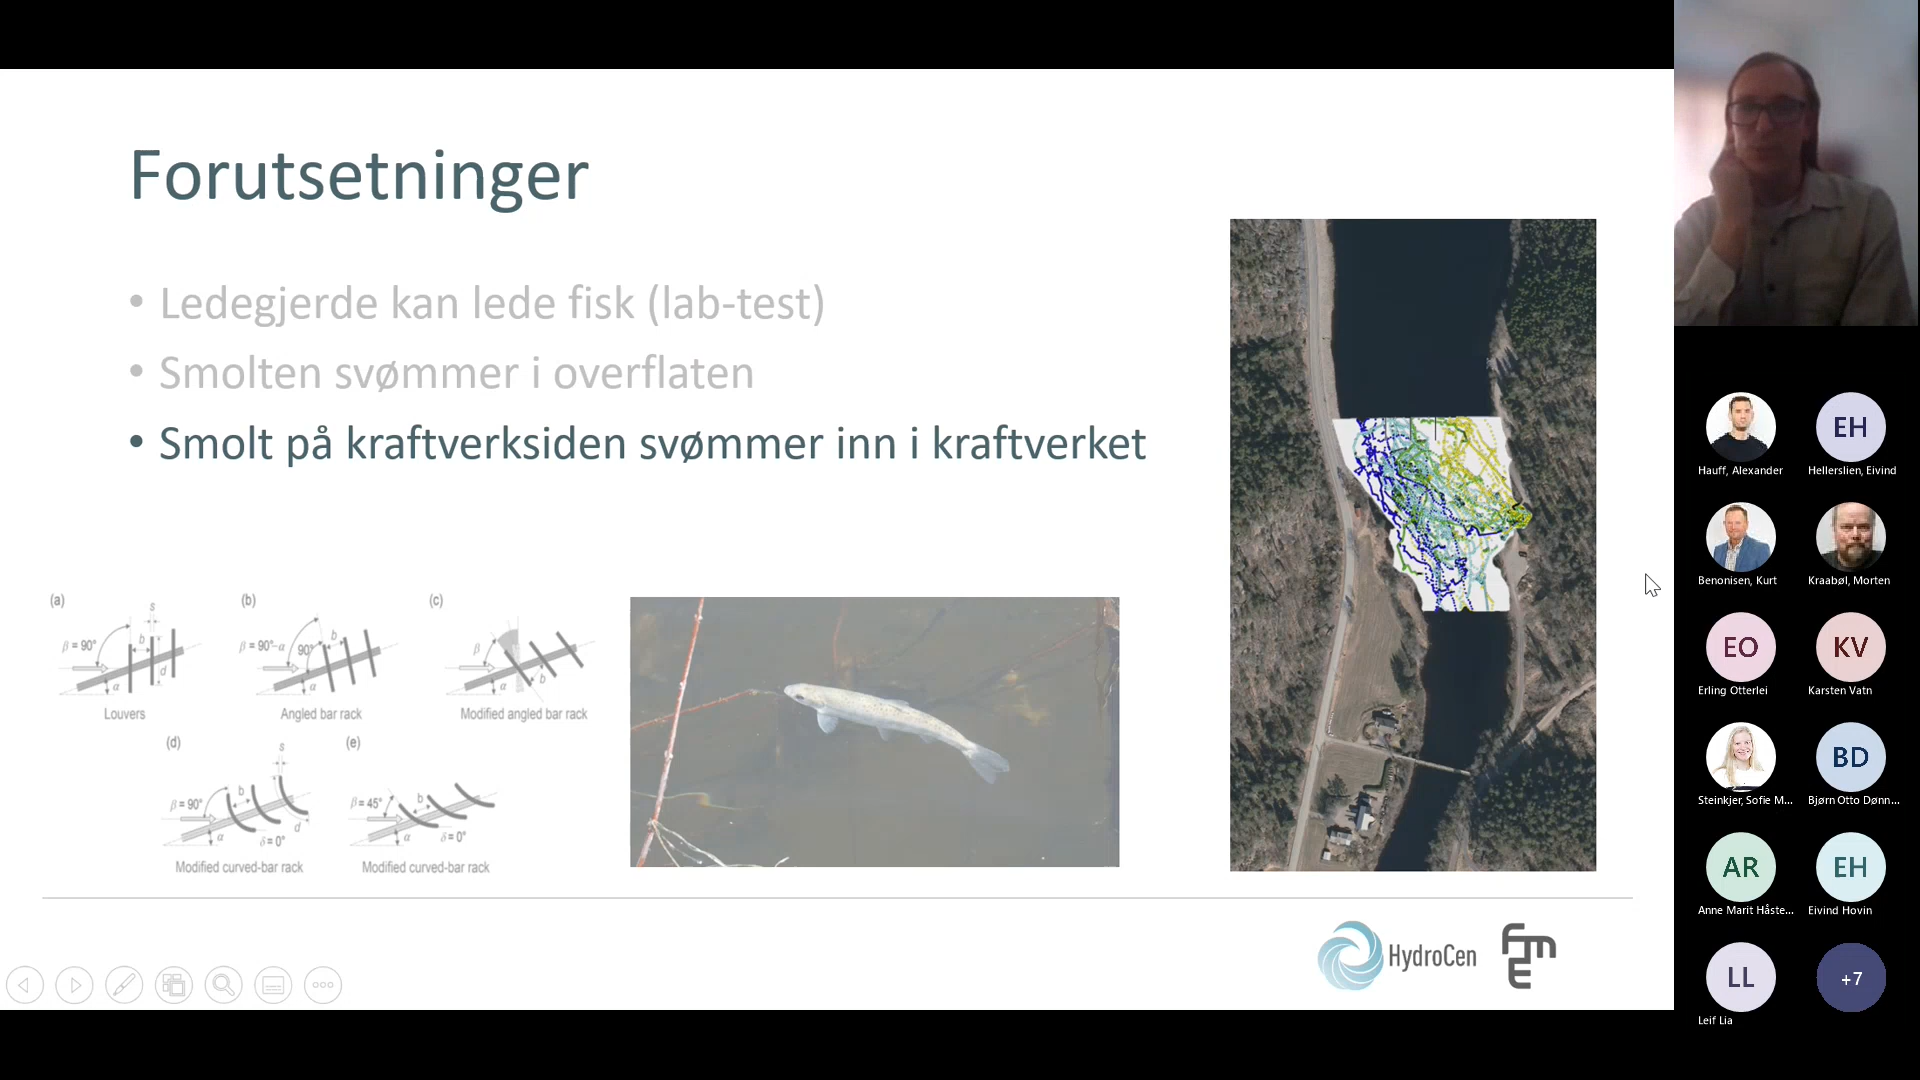 Forutsetninger
• Ledegjerde kan lede fisk (lab-test)
• Smolten svømmer i overflaten
• Smolt på kraftverksiden svømmer inn i kraftverket
(a)
β = 90°
s
b
d
α
Louvers
(b)
β = 90°-α
90°
b
α
Angled bar rack
(c)
β
α
b
Modified angled bar rack
(d)
s
β = 90°
b
α
δ = 0°
d
Modified curved-bar rack
(e)
β = 45°
b
α
δ = 0°
Modified curved-bar rack
HydroCen
fme
Hauff, Alexander
EH
Hellerslien, Eivind
Benonisen, Kurt
Kraabøl, Morten
EO
Erling Otterlei
KV
Karsten Vatn
Steinkjer, Sofie M...
BD
Bjørn Otto Dønn...
AR
Anne Marit Håste...
EH
Eivind Hovin
LL
Leif Lia
+7